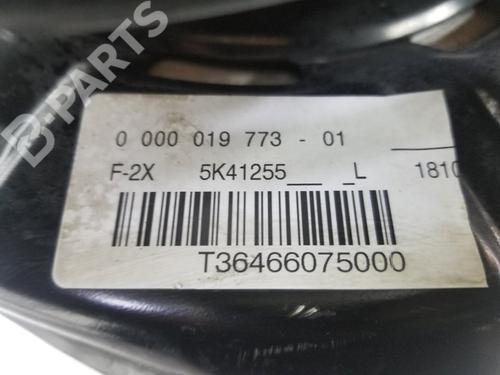 B-PARTS
0 000 019 773 - 01
F-2X 5K41255___ _L 1810
T36466075000